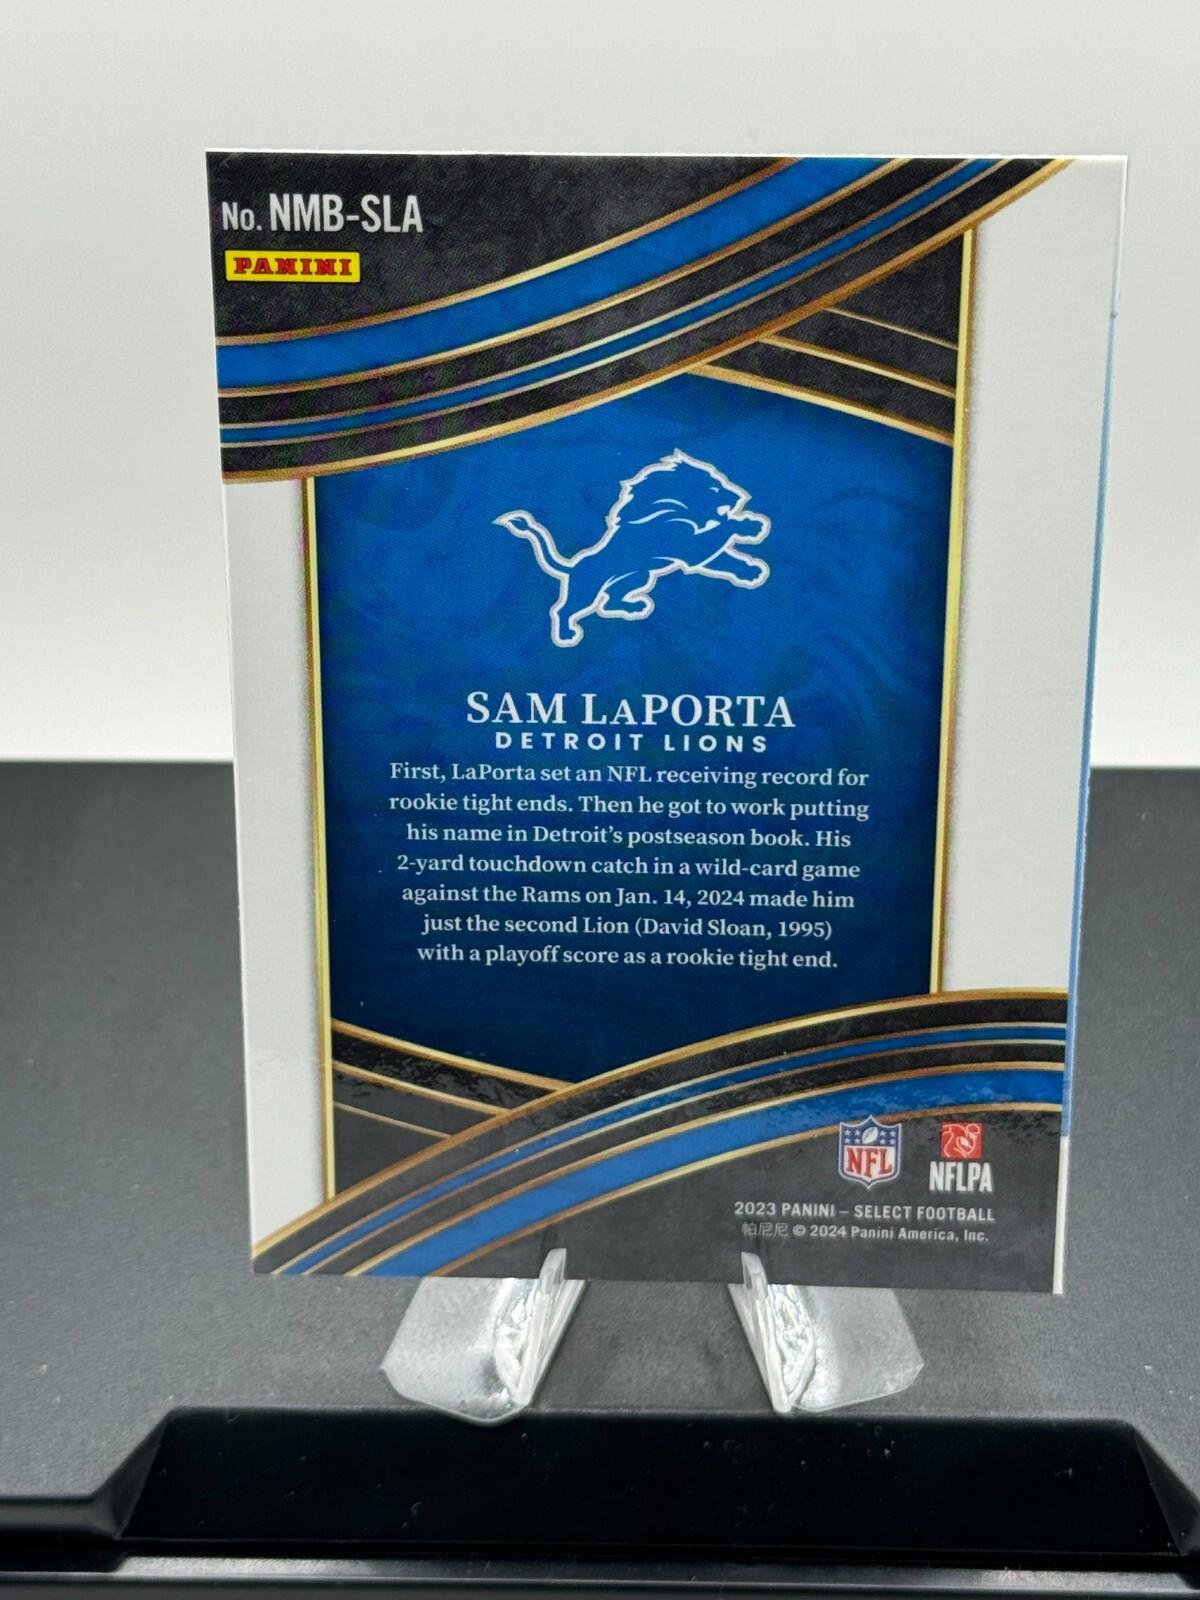 No. NMB-SLA
PANINI
SAM LaPORTA
DETROIT LIONS
First, LaPorta set an NFL receiving record for
rookie tight ends. Then he got to work putting
his name in Detroit's postseason book. His
2-yard touchdown catch in a wild-card game
against the Rams on Jan. 14, 2024 made him
just the second Lion (David Sloan, 1995)
with a playoff score as a rookie tight end.
NFL
NFLPA
2023 PANINI – SELECT FOOTBALL
帕尼尼 © 2024 Panini America, Inc.